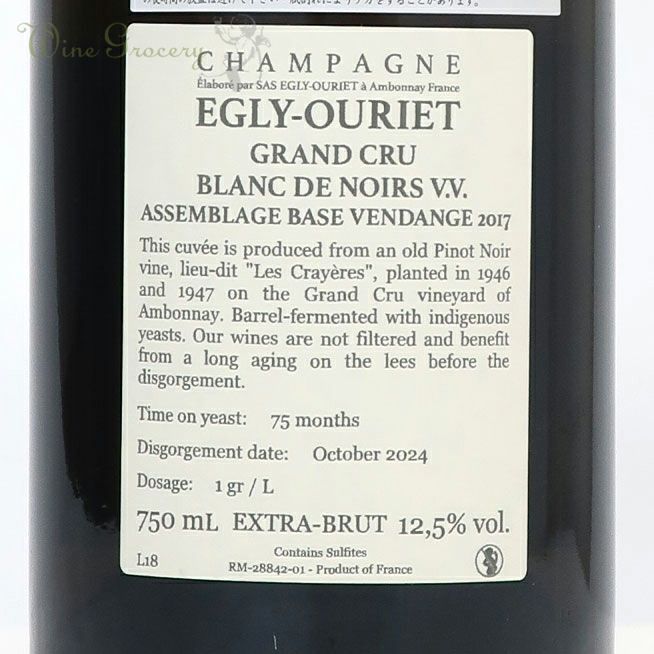 Wine Grocery
CHAMPAGNE
Élaboré par SAS EGLY-OURIET à Ambonnay France
EGLY-OURIET
GRAND CRU
BLANC DE NOIRS V.V.
ASSEMBLAGE BASE VENDANGE 2017
This cuvée is produced from an old Pinot Noir
vine, lieu-dit "Les Crayères", planted in 1946
and 1947 on the Grand Cru vineyard of
Ambonnay. Barrel-fermented with indigenous
yeasts. Our wines are not filtered and benefit
from a long aging on the lees before the
disgorgement.
Time on yeast: 75 months
Disgorgement date: October 2024
Dosage: 1 gr / L
750 mL EXTRA-BRUT 12,5% vol.
Contains Sulfites
L18 RM-28842-01 - Product of France